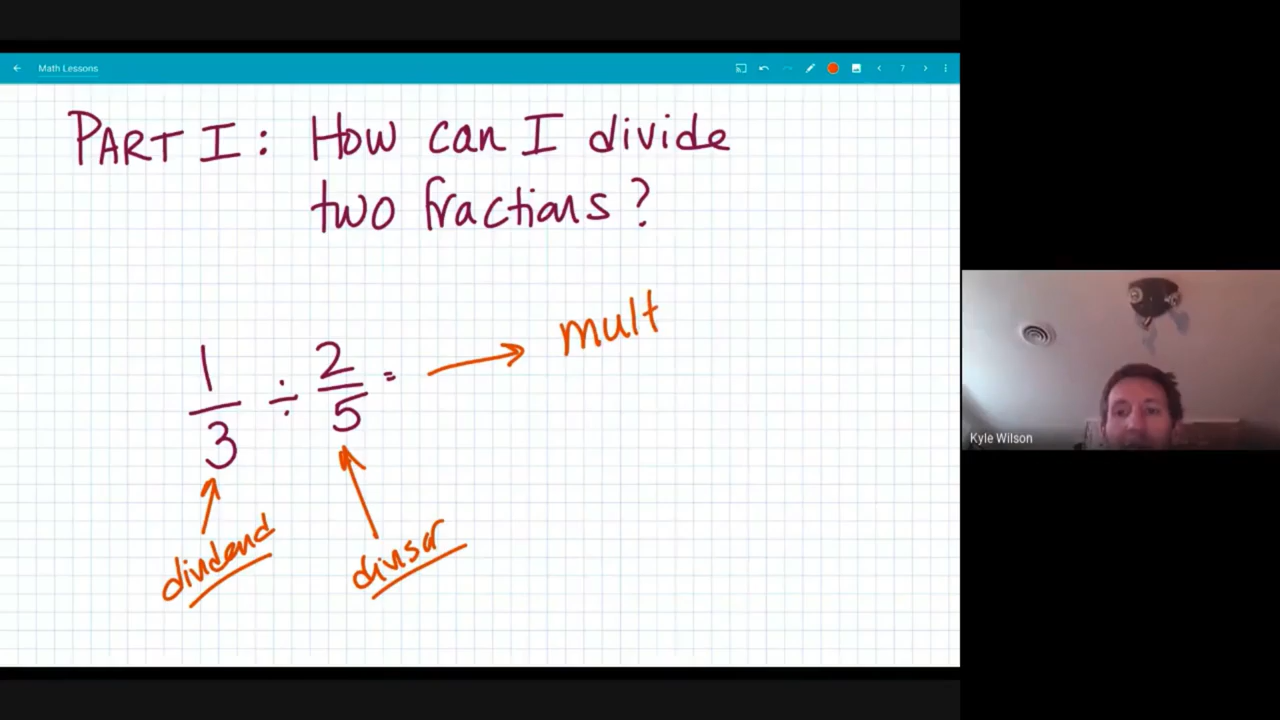 Math Lessons
?
PART I: How can I divide
two fractions?
1/3 ÷ 2/5 = → mult
dividend
divisor
Kyle Wilson